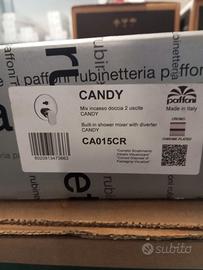 paffoni rubinetteria paffoni
CANDY
Mix incasso doccia 2 uscite
CANDY
Built-in shower mixer with diverter
CANDY
CA015CR
paffoni
Made in Italy
CROMO
CHROME PLATED
8020913473663
subito